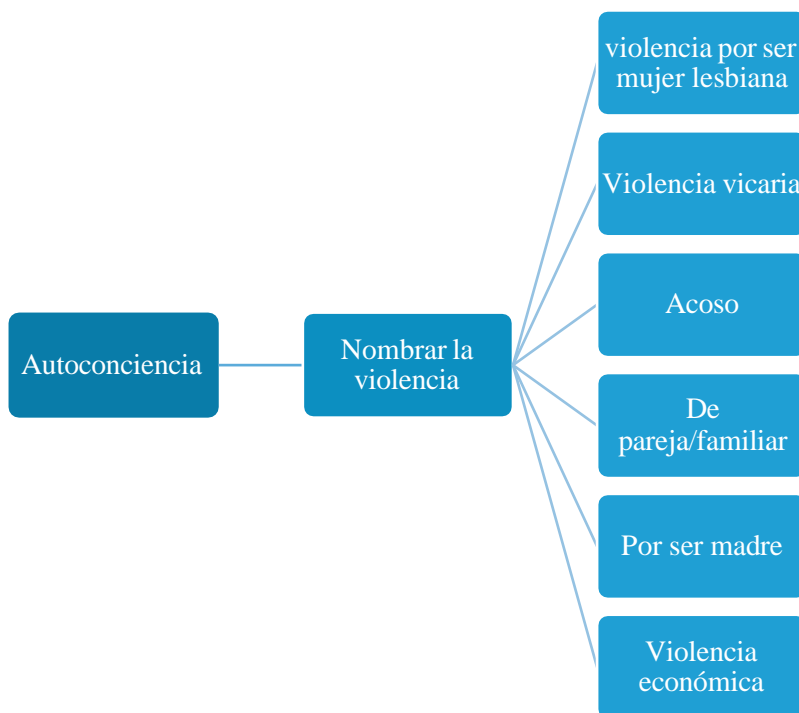 Autoconciencia
Nombrar la
violencia
violencia por ser
mujer lesbiana
Violencia vicaria
Acoso
De
pareja/familiar
Por ser madre
Violencia
económica